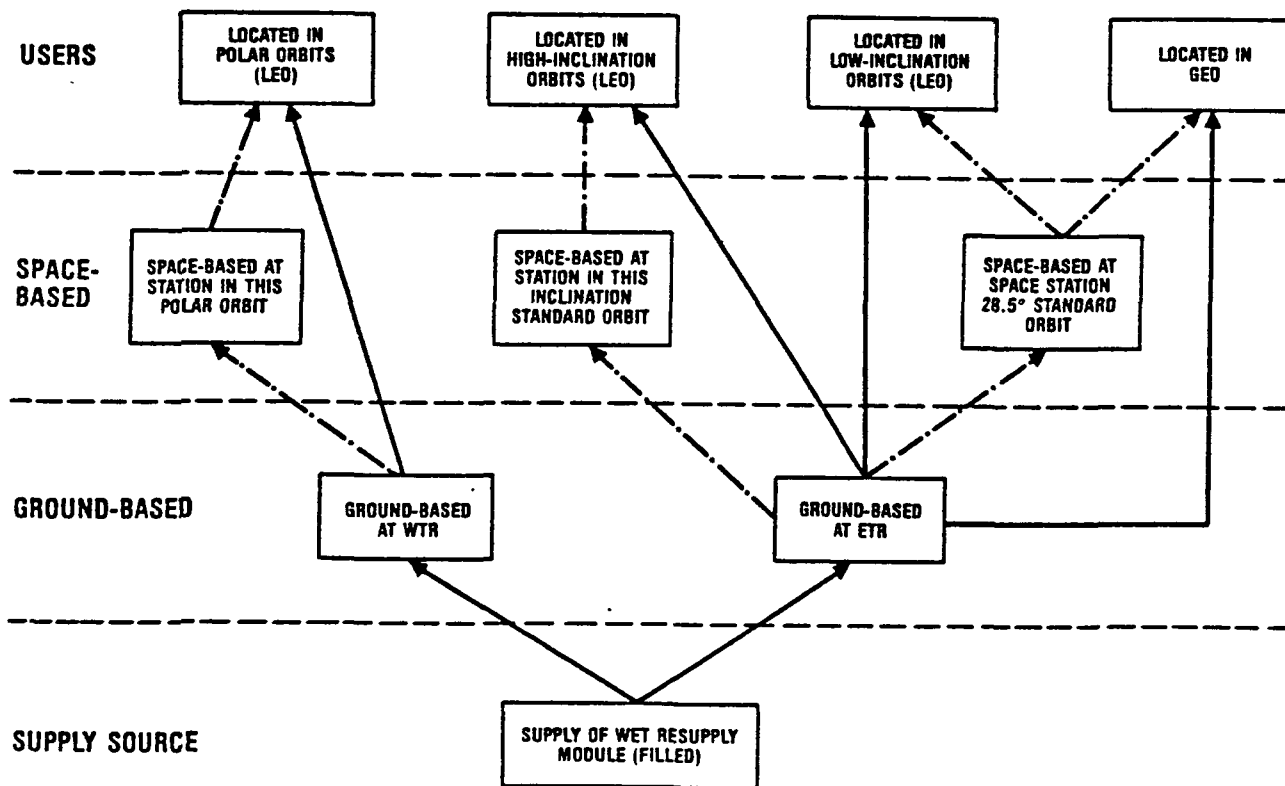 USERS
LOCATED IN
POLAR ORBITS
(LEO)
LOCATED IN
HIGH-INCLINATION
ORBITS (LEO)
LOCATED IN
LOW-INCLINATION
ORBITS (LEO)
LOCATED IN
GEO
SPACE-
BASED
SPACE-BASED AT
STATION IN THIS
POLAR ORBIT
SPACE-BASED AT
STATION IN THIS
INCLINATION
STANDARD ORBIT
SPACE-BASED AT
SPACE STATION
28.5° STANDARD
ORBIT
GROUND-BASED
GROUND-BASED
AT WTR
GROUND-BASED
AT ETR
SUPPLY SOURCE
SUPPLY OF WET RESUPPLY
MODULE (FILLED)